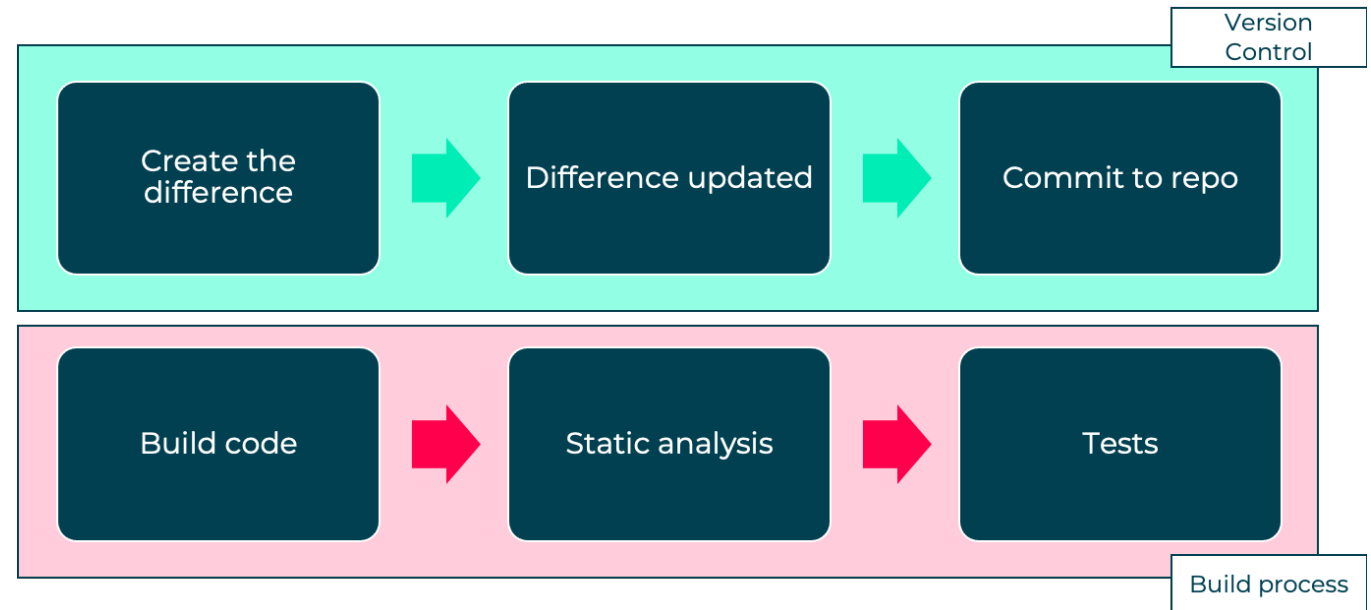 Version
Control
Create the
difference
Difference updated
Commit to repo
Build code
Static analysis
Tests
Build process